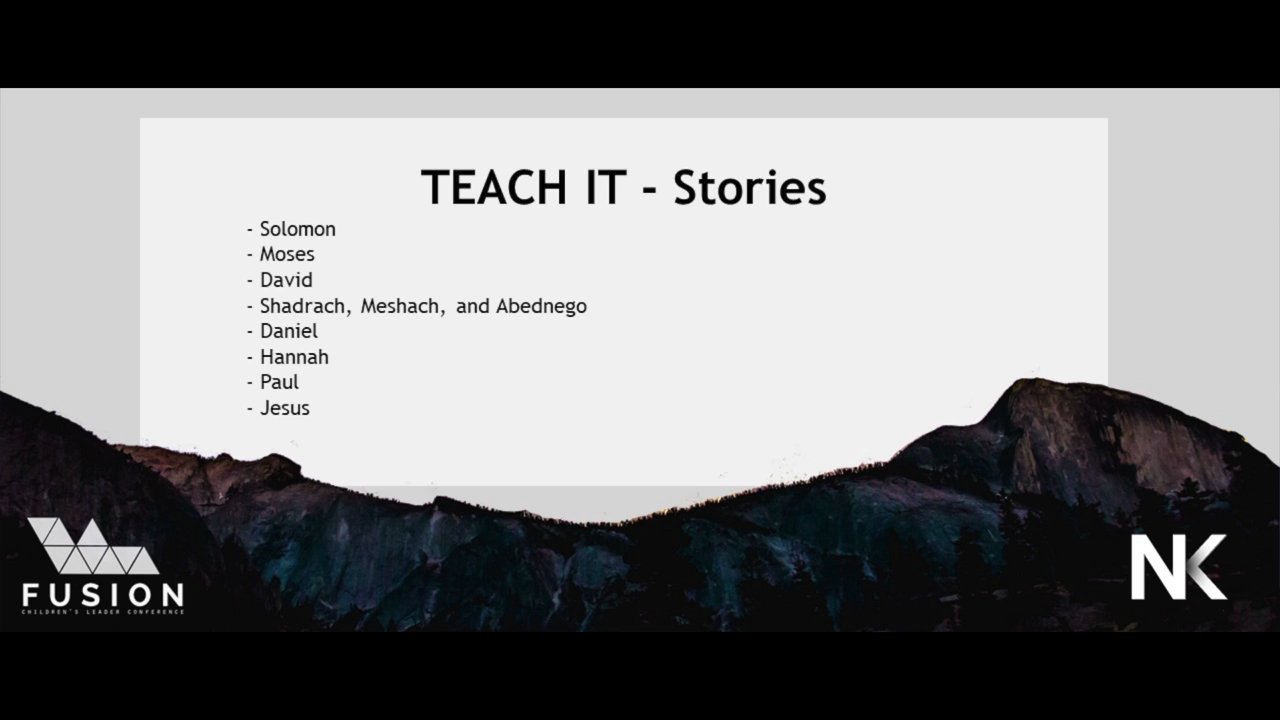 TEACH IT - Stories
- Solomon
- Moses
- David
- Shadrach, Meshach, and Abednego
- Daniel
- Hannah
- Paul
- Jesus
FUSION
CHILDREN'S LEADER CONFERENCE
NK